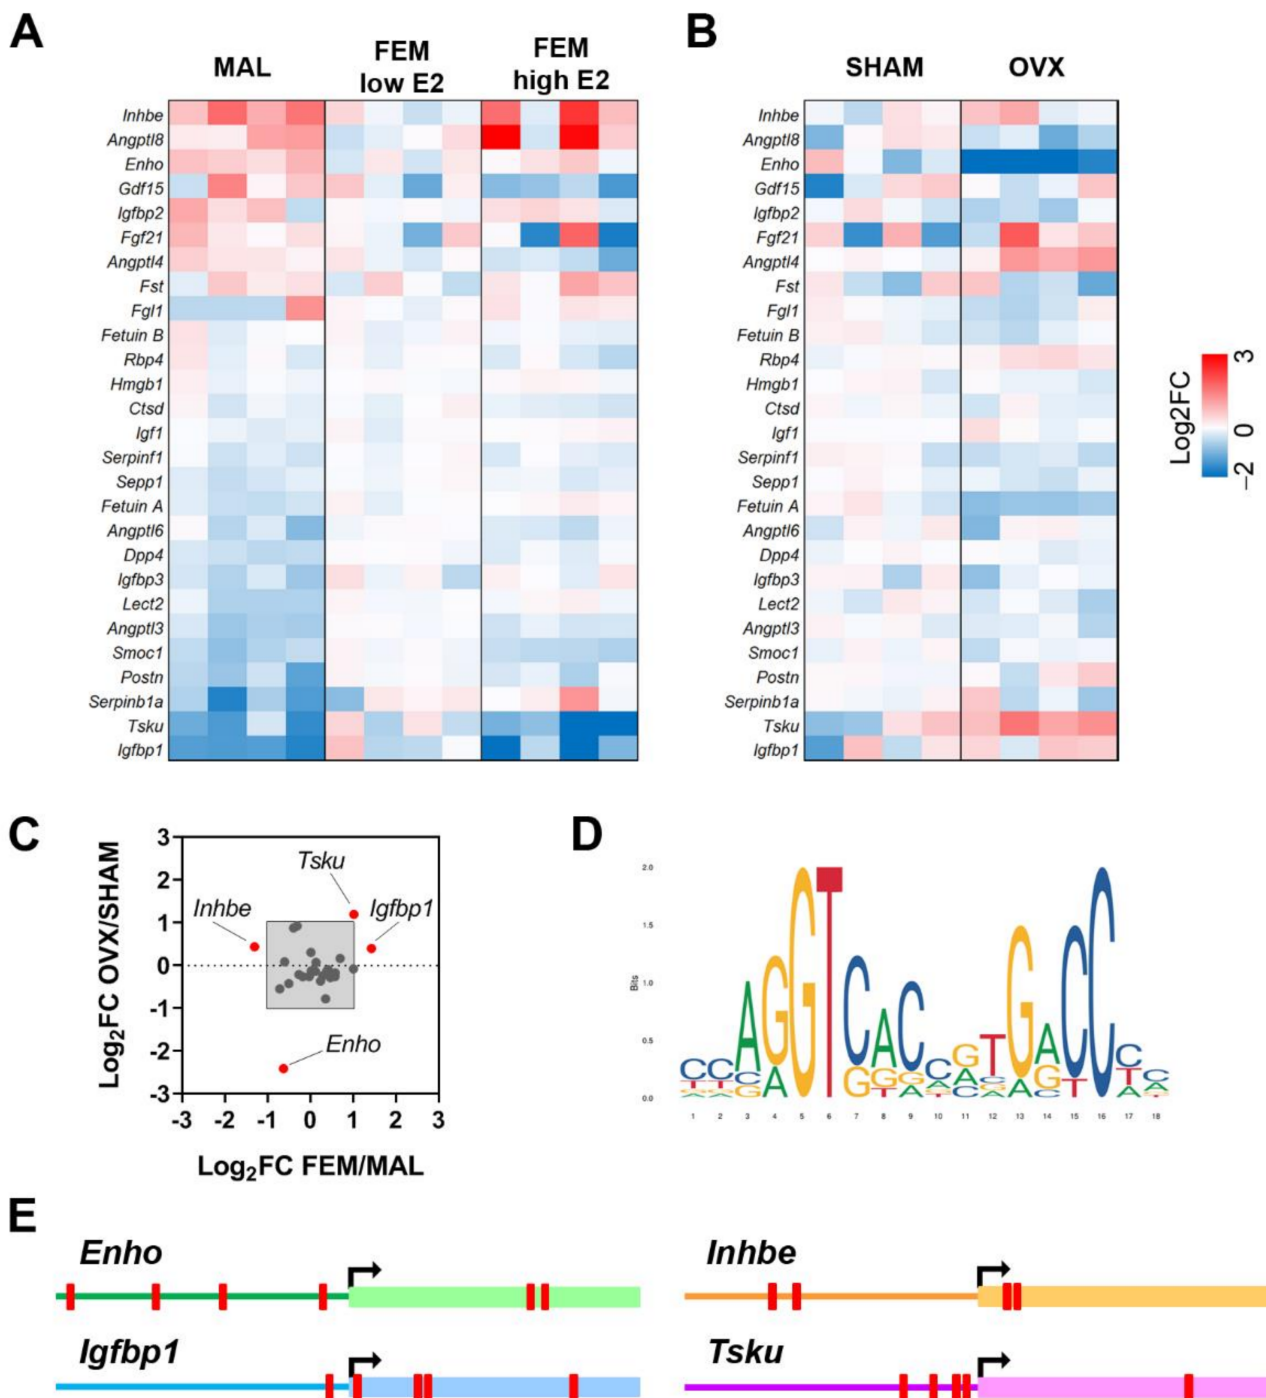 A
MAL
FEM
low E2
FEM
high E2
Inhbe
Angptl8
Enho
Gdf15
Igfbp2
Fgf21
Angptl4
Fst
Fgl1
Fetuin B
Rbp4
Hmgb1
Ctsd
Igf1
Serpinf1
Sepp1
Fetuin A
Angptl6
Dpp4
Igfbp3
Lect2
Angptl3
Smoc1
Postn
Serpinb1a
Tsku
Igfbp1
B
SHAM
OVX
Inhbe
Angptl8
Enho
Gdf15
Igfbp2
Fgf21
Angptl4
Fst
Fgl1
Fetuin B
Rbp4
Hmgb1
Ctsd
Igf1
Serpinf1
Sepp1
Fetuin A
Angptl6
Dpp4
Igfbp3
Lect2
Angptl3
Smoc1
Postn
Serpinb1a
Tsku
Igfbp1
Log2FC
3
0
−2
C
Log₂FC OVX/SHAM
3
2
1
0
-1
-2
-3
Tsku
Inhbe
Igfbp1
Enho
-3 -2 -1 0 1 2 3
Log₂FC FEM/MAL
D
Bits
2.0
1.5
1.0
0.5
0.0
1 2 3 4 5 6 7 8 9 10 11 12 13 14 15 16 17 18
E
Enho
Inhbe
Igfbp1
Tsku